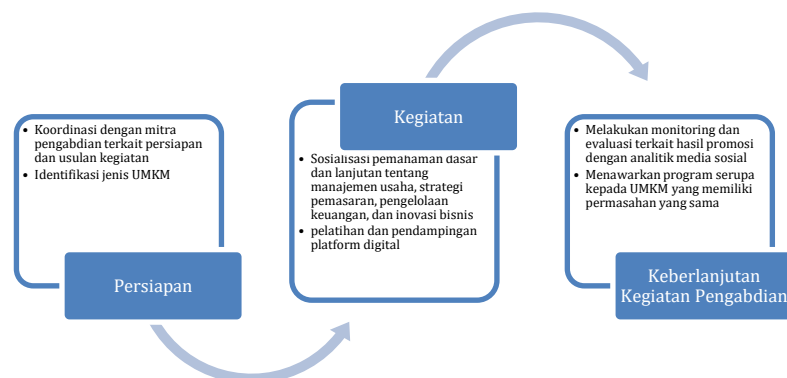 • Koordinasi dengan mitra
pengabdian terkait persiapan
dan usulan kegiatan
• Identifikasi jenis UMKM
Persiapan
Kegiatan
• Sosialisasi pemahaman dasar
dan lanjutan tentang
manajemen usaha, strategi
pemasaran, pengelolaan
keuangan, dan inovasi bisnis
• pelatihan dan pendampingan
platform digital
• Melakukan monitoring dan
evaluasi terkait hasil promosi
dengan analitik media sosial
• Menawarkan program serupa
kepada UMKM yang memiliki
permasahan yang sama
Keberlanjutan
Kegiatan Pengabdian